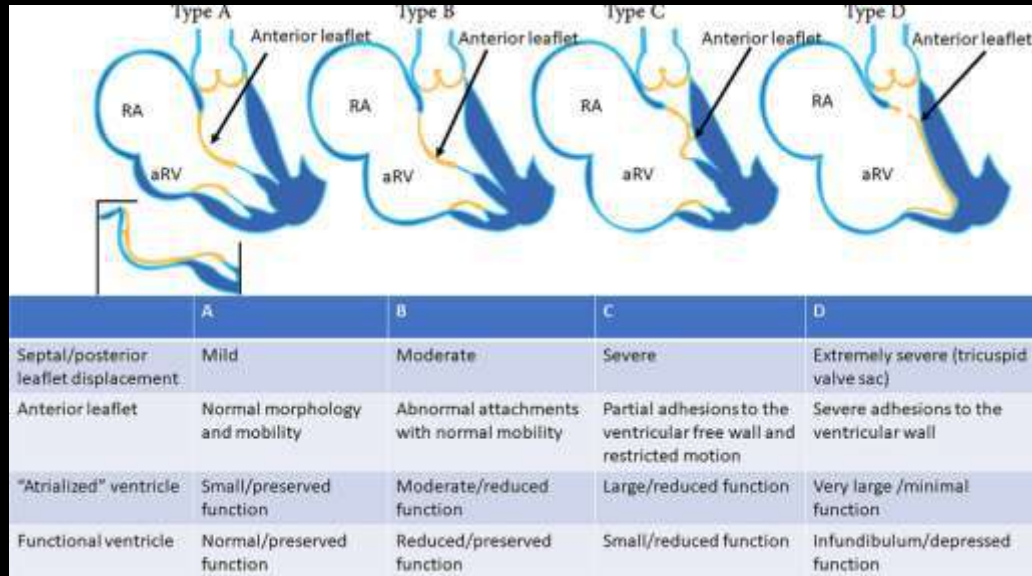 Type A Type B Type C Type D
Anterior leaflet Anterior leaflet Anterior leaflet Anterior leaflet
RA RA RA RA
aRV aRV aRV aRV
A B C D
Septal/posterior leaflet displacement Mild Moderate Severe Extremely severe (tricuspid valve sac)
Anterior leaflet Normal morphology and mobility Abnormal attachments with normal mobility Partial adhesions to the ventricular free wall and restricted motion Severe adhesions to the ventricular wall
"Atrialized" ventricle Small/preserved function Moderate/reduced function Large/reduced function Very large /minimal function
Functional ventricle Normal/preserved function Reduced/preserved function Small/reduced function Infundibulum/depressed function